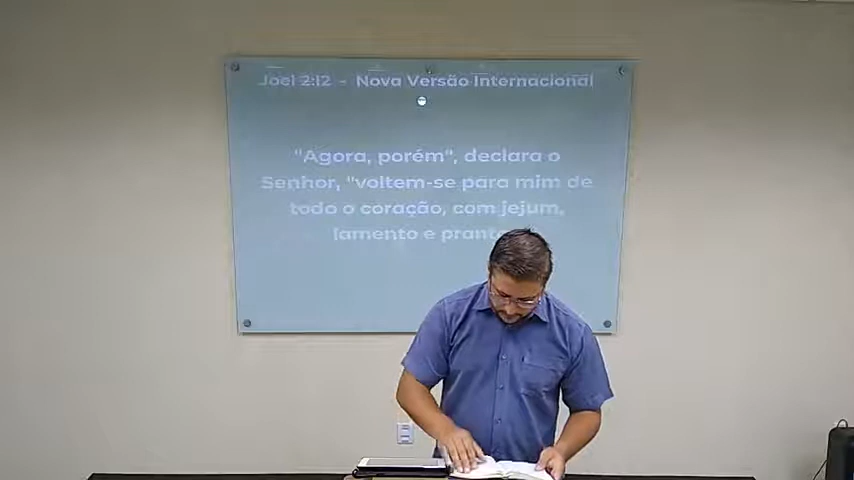 Joel 2:12 - Nova Versão Internacional
"Agora, porém", declara o
Senhor, "voltem-se para mim de
todo o coração, com jejum,
lamento e pranto